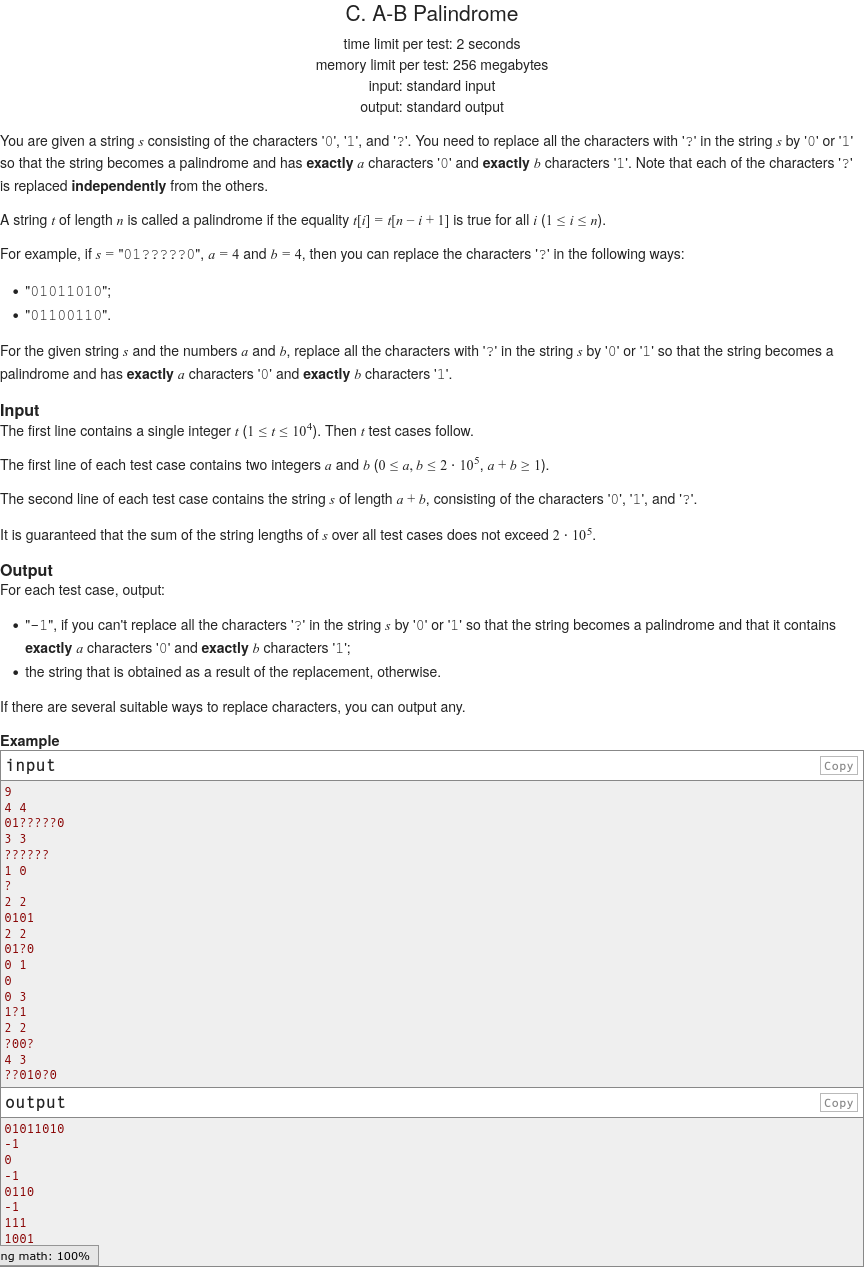 C. A-B Palindrome
time limit per test: 2 seconds
memory limit per test: 256 megabytes
input: standard input
output: standard output
You are given a string s consisting of the characters '0', '1', and '?'. You need to replace all the characters with '?' in the string s by '0' or '1'
so that the string becomes a palindrome and has exactly a characters '0' and exactly b characters '1'. Note that each of the characters '?'
is replaced independently from the others.
A string t of length n is called a palindrome if the equality t[i] = t[n − i + 1] is true for all i (1 ≤ i ≤ n).
For example, if s = "01?????0", a = 4 and b = 4, then you can replace the characters '?' in the following ways:
• "01011010";
• "01100110".
For the given string s and the numbers a and b, replace all the characters with '?' in the string s by '0' or '1' so that the string becomes a
palindrome and has exactly a characters '0' and exactly b characters '1'.
Input
The first line contains a single integer t (1 ≤ t ≤ 10^4). Then t test cases follow.
The first line of each test case contains two integers a and b (0 ≤ a, b ≤ 2 · 10^5, a + b ≥ 1).
The second line of each test case contains the string s of length a + b, consisting of the characters '0', '1', and '?'.
It is guaranteed that the sum of the string lengths of s over all test cases does not exceed 2 · 10^5.
Output
For each test case, output:
• "-1", if you can't replace all the characters '?' in the string s by '0' or '1' so that the string becomes a palindrome and that it contains
exactly a characters '0' and exactly b characters '1';
• the string that is obtained as a result of the replacement, otherwise.
If there are several suitable ways to replace characters, you can output any.
Example
input Copy
9
4 4
01?????0
3 3
??????
1 0
?
2 2
0101
2 2
01?0
0 1
0
0 3
1?1
2 2
?00?
4 3
??010?0
output Copy
01011010
-1
0
-1
0110
-1
111
1001
ng math: 100%